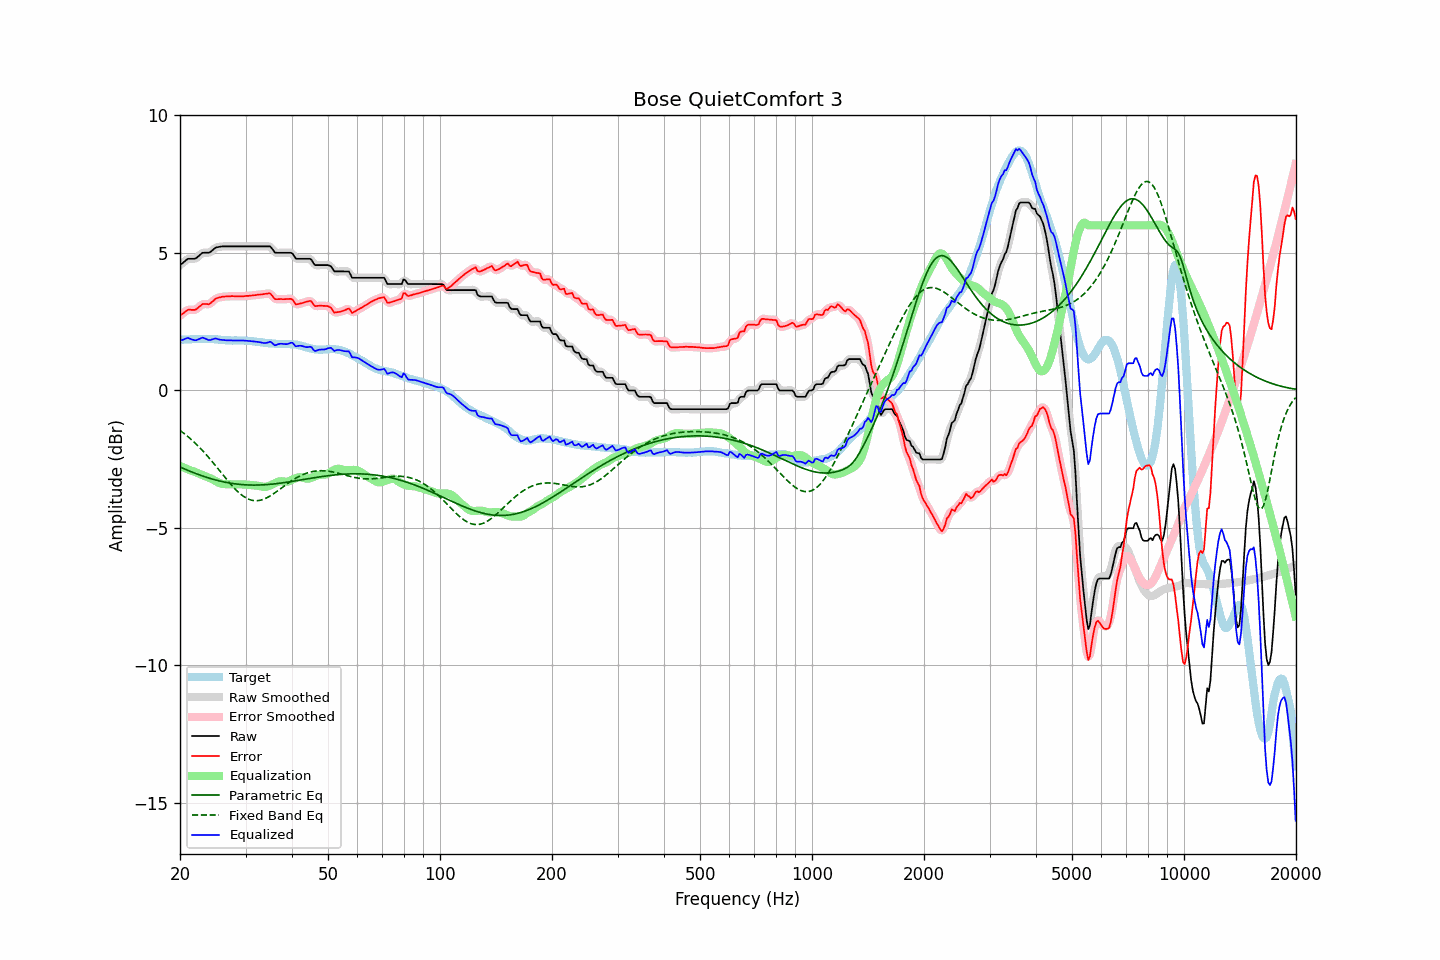 Bose QuietComfort 3
Amplitude (dBr)
10
5
0
−5
−10
−15
Target
Raw Smoothed
Error Smoothed
Raw
Error
Equalization
Parametric Eq
Fixed Band Eq
Equalized
20 50 100 200 500 1000 2000 5000 10000 20000
Frequency (Hz)